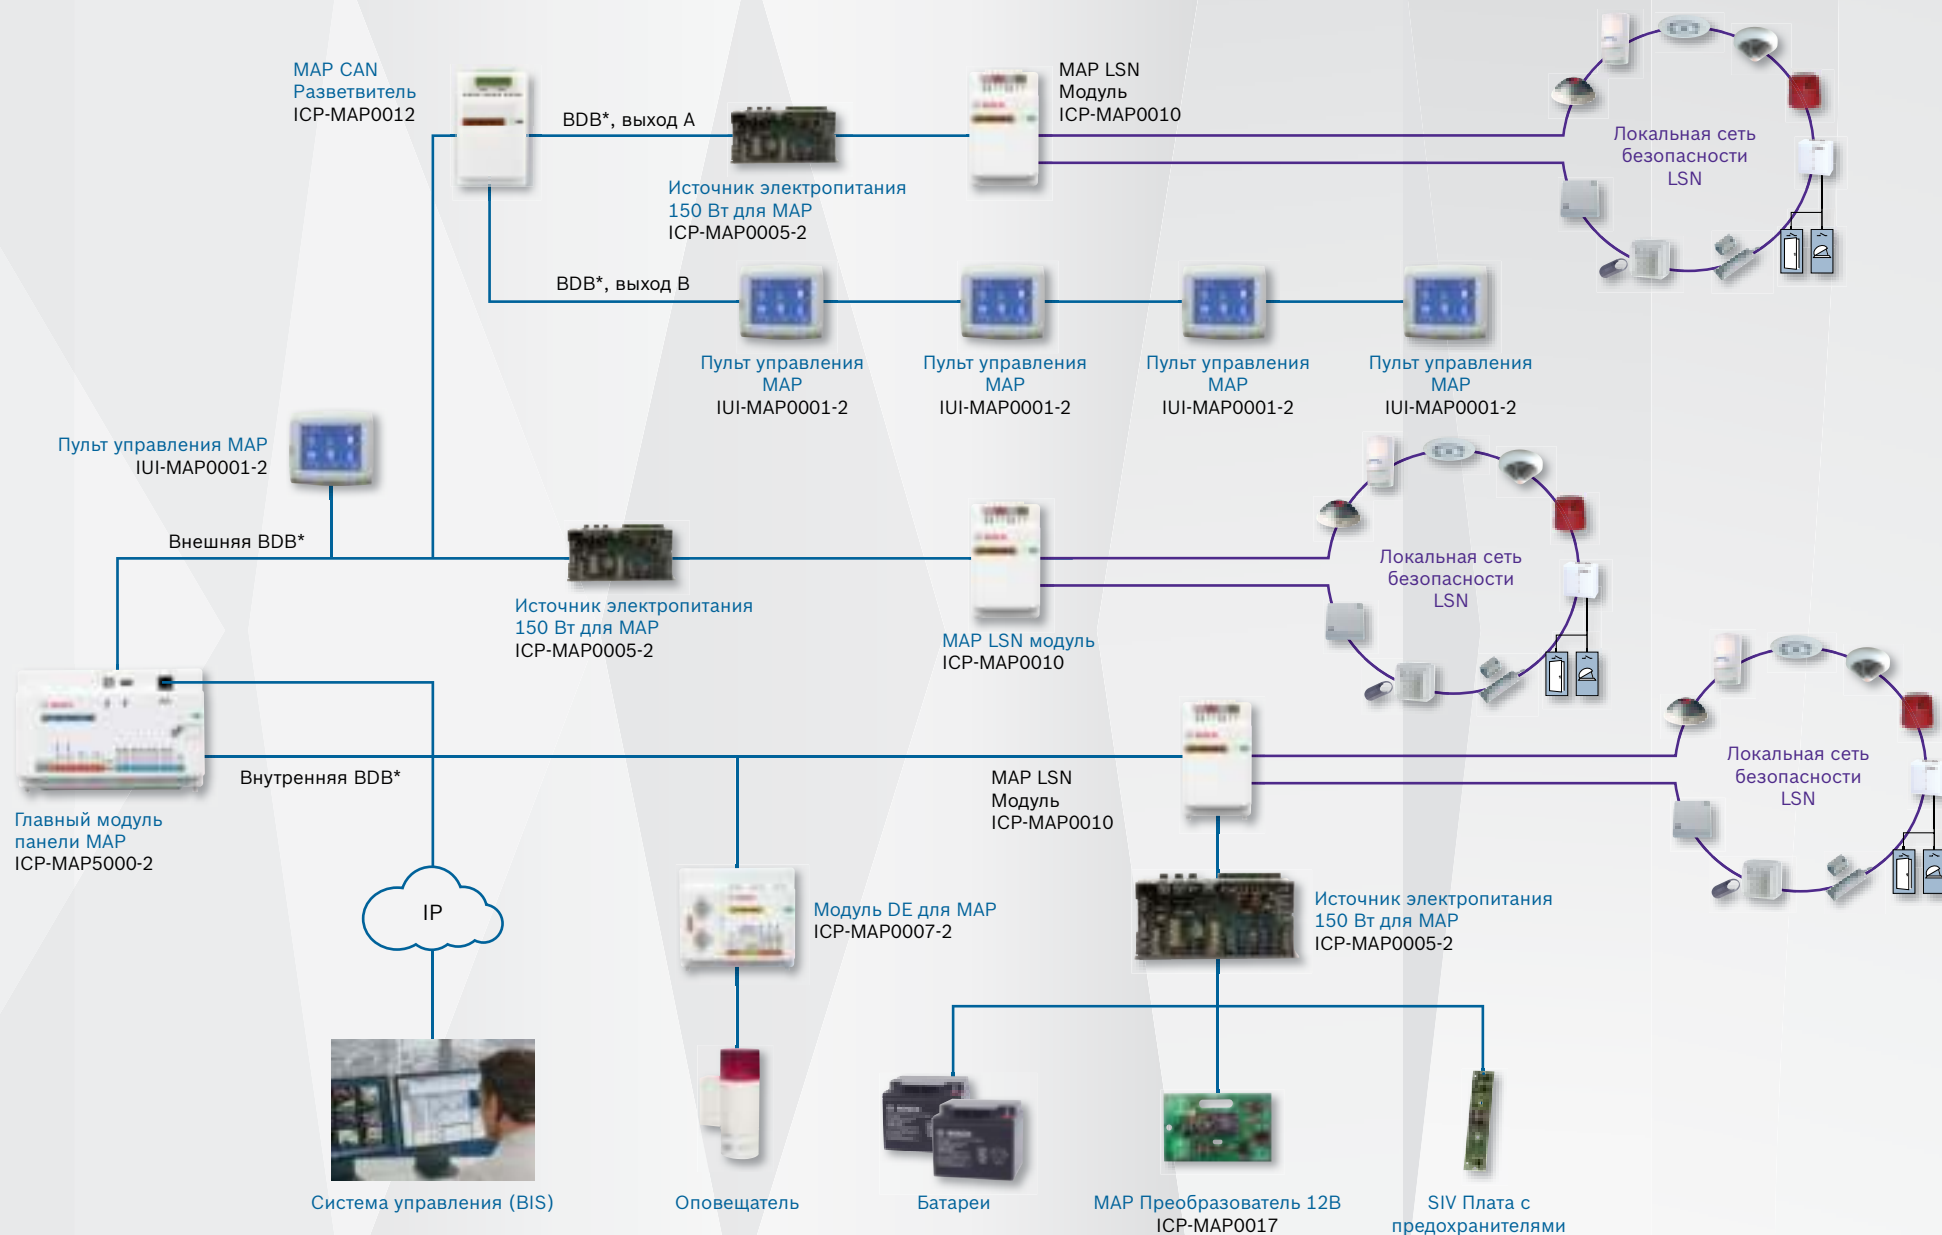 MAP CAN
Разветвитель
ICP-MAP0012
BDB*, выход A
MAP LSN
Модуль
ICP-MAP0010
Источник электропитания
150 Вт для MAP
ICP-MAP0005-2
Локальная сеть
безопасности
LSN
BDB*, выход B
Пульт управления
MAP
IUI-MAP0001-2
Пульт управления
MAP
IUI-MAP0001-2
Пульт управления
MAP
IUI-MAP0001-2
Пульт управления
MAP
IUI-MAP0001-2
Пульт управления MAP
IUI-MAP0001-2
Внешняя BDB*
Источник электропитания
150 Вт для MAP
ICP-MAP0005-2
MAP LSN модуль
ICP-MAP0010
Локальная сеть
безопасности
LSN
Внутренняя BDB*
Главный модуль
панели MAP
ICP-MAP5000-2
MAP LSN
Модуль
ICP-MAP0010
Локальная сеть
безопасности
LSN
IP
Модуль DE для MAP
ICP-MAP0007-2
Источник электропитания
150 Вт для MAP
ICP-MAP0005-2
Система управления (BIS)
Оповещатель
Батареи
MAP Преобразователь 12В
ICP-MAP0017
SIV Плата с
предохранителями